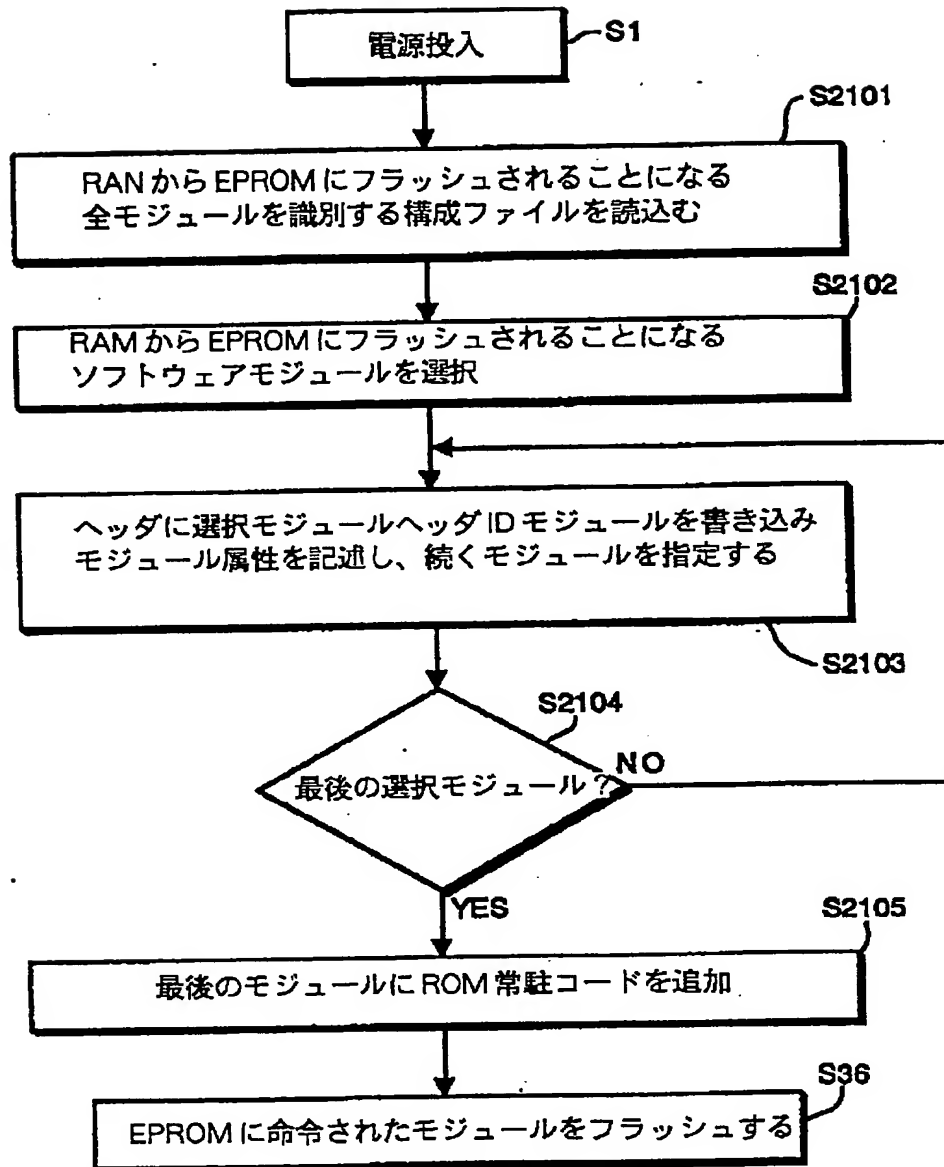 電源投入
S1
S2101
RANからEPROMにフラッシュされることになる
全モジュールを識別する構成ファイルを読込む
S2102
RAMからEPROMにフラッシュされることになる
ソフトウェアモジュールを選択
ヘッダに選択モジュールヘッダIDモジュールを書き込み
モジュール属性を記述し、続くモジュールを指定する
S2103
S2104
最後の選択モジュール?
NO
YES
S2105
最後のモジュールにROM常駐コードを追加
S36
EPROMに命令されたモジュールをフラッシュする